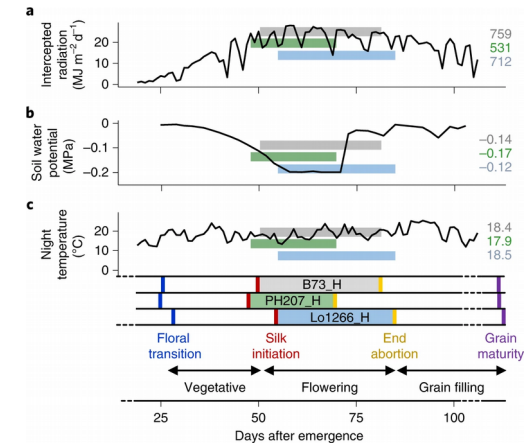 a
Intercepted
radiation
(MJ m⁻² d⁻¹)
20
10
0
759
531
712
b
Soil water
potential
(MPa)
0
−0.1
−0.2
−0.14
−0.17
−0.12
c
Night
temperature
(°C)
20
10
0
18.4
17.9
18.5
B73_H
PH207_H
Lo1266_H
Floral
transition
Silk
initiation
End
abortion
Grain
maturity
Vegetative
Flowering
Grain filling
25 50 75 100
Days after emergence